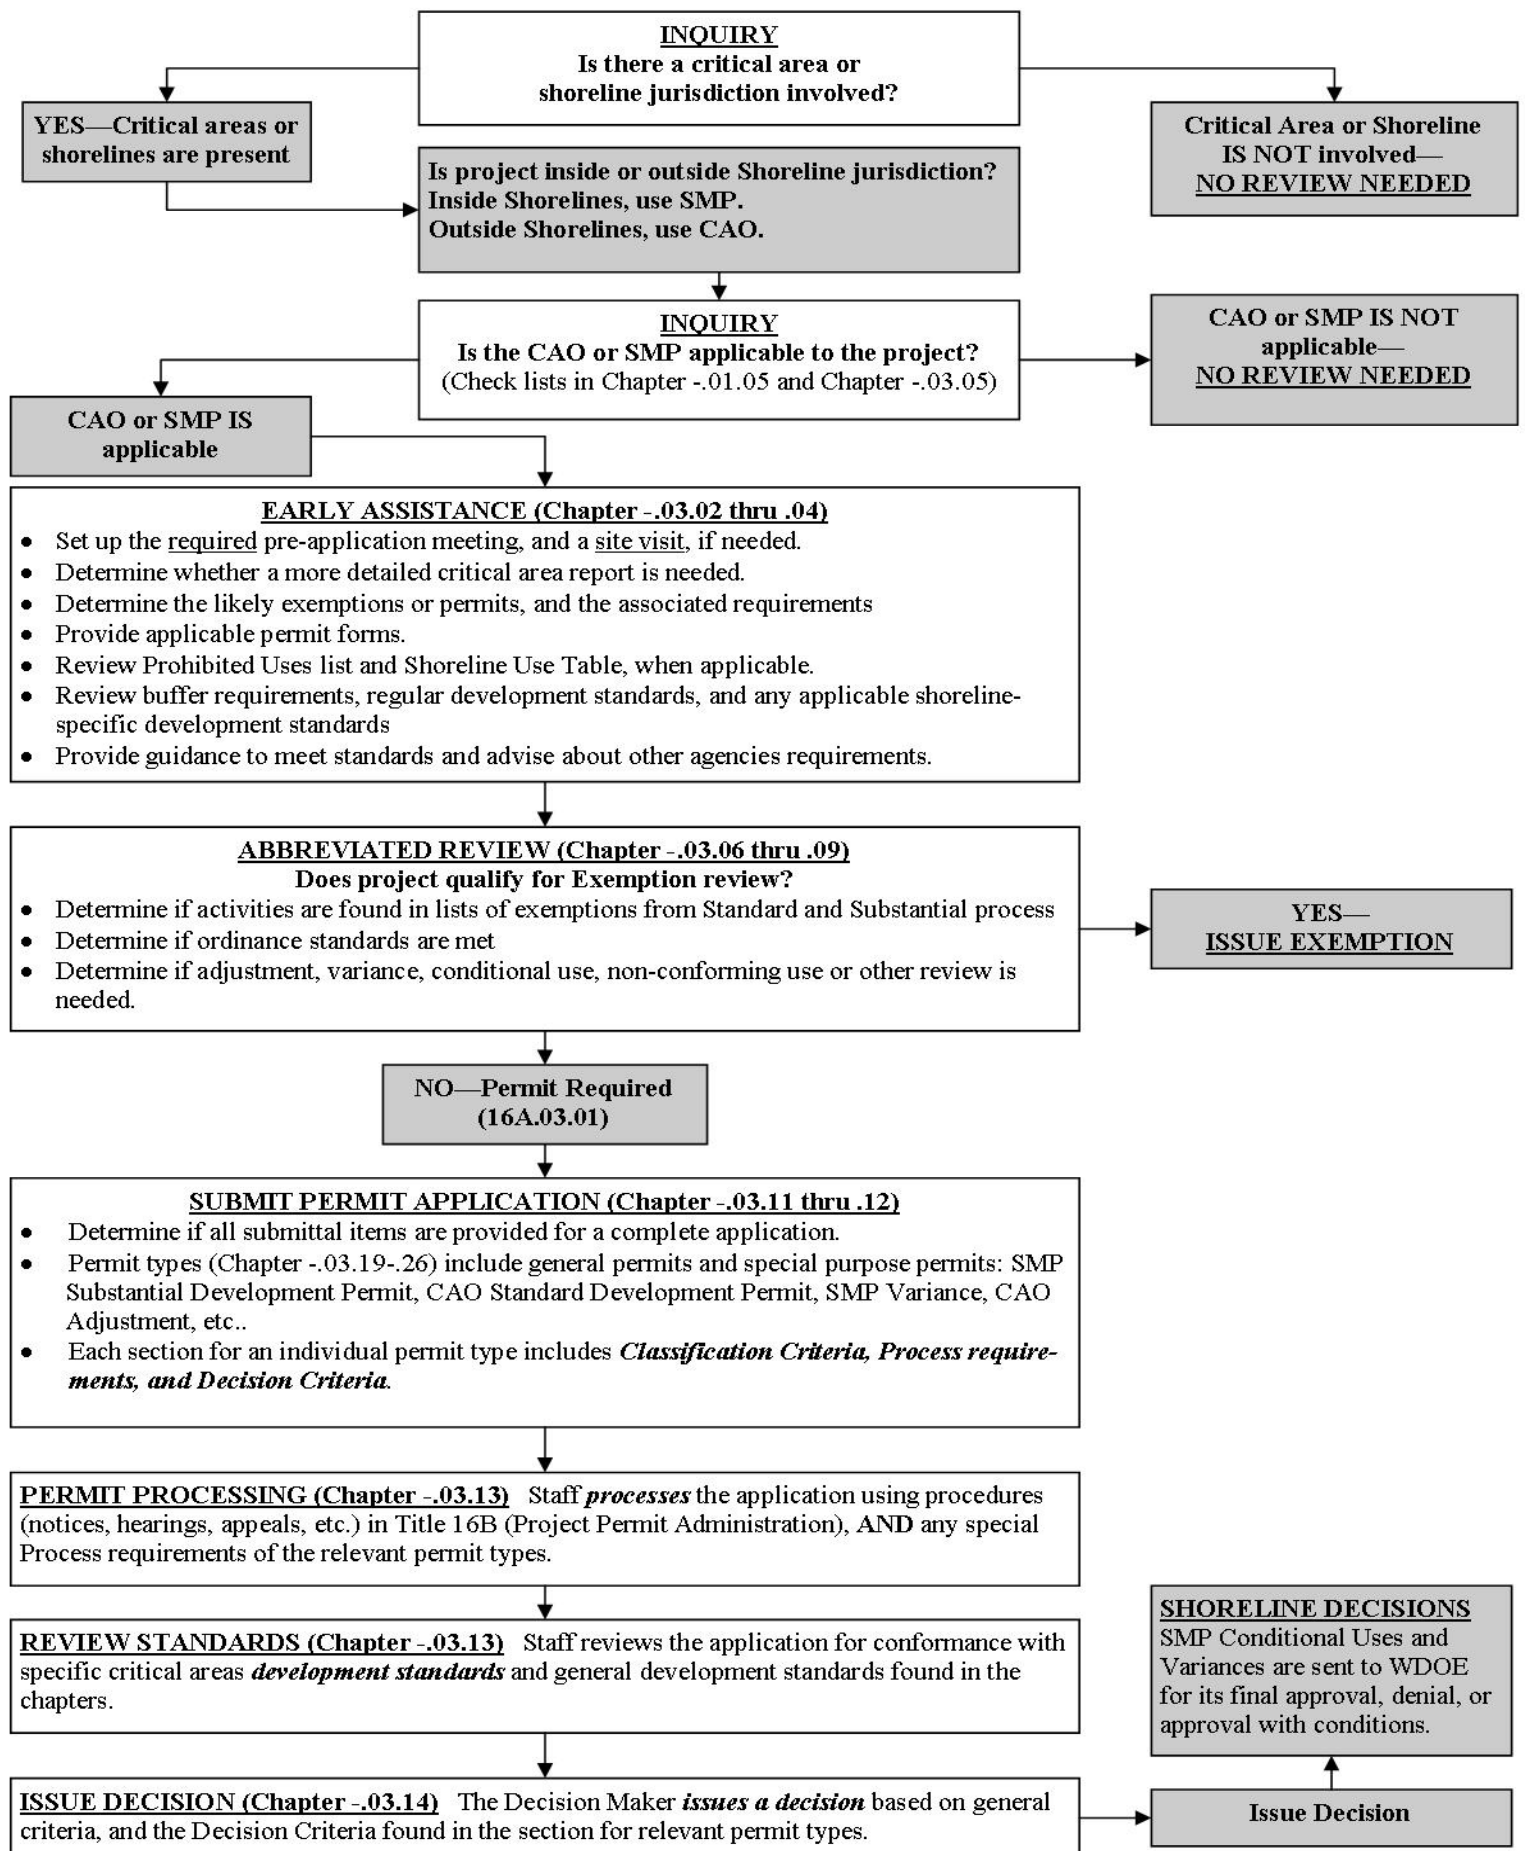 INQUIRY
Is there a critical area or
shoreline jurisdiction involved?
YES—Critical areas or
shorelines are present
Critical Area or Shoreline
IS NOT involved—
NO REVIEW NEEDED
Is project inside or outside Shoreline jurisdiction?
Inside Shorelines, use SMP.
Outside Shorelines, use CAO.
INQUIRY
Is the CAO or SMP applicable to the project?
(Check lists in Chapter -.01.05 and Chapter -.03.05)
CAO or SMP IS NOT
applicable—
NO REVIEW NEEDED
CAO or SMP IS
applicable
EARLY ASSISTANCE (Chapter -.03.02 thru .04)
• Set up the required pre-application meeting, and a site visit, if needed.
• Determine whether a more detailed critical area report is needed.
• Determine the likely exemptions or permits, and the associated requirements
• Provide applicable permit forms.
• Review Prohibited Uses list and Shoreline Use Table, when applicable.
• Review buffer requirements, regular development standards, and any applicable shoreline-
specific development standards
• Provide guidance to meet standards and advise about other agencies requirements.
ABBREVIATED REVIEW (Chapter -.03.06 thru .09)
Does project qualify for Exemption review?
• Determine if activities are found in lists of exemptions from Standard and Substantial process
• Determine if ordinance standards are met
• Determine if adjustment, variance, conditional use, non-conforming use or other review is
needed.
YES—
ISSUE EXEMPTION
NO—Permit Required
(16A.03.01)
SUBMIT PERMIT APPLICATION (Chapter -.03.11 thru .12)
• Determine if all submittal items are provided for a complete application.
• Permit types (Chapter -.03.19-.26) include general permits and special purpose permits: SMP
Substantial Development Permit, CAO Standard Development Permit, SMP Variance, CAO
Adjustment, etc..
• Each section for an individual permit type includes Classification Criteria, Process require-
ments, and Decision Criteria.
PERMIT PROCESSING (Chapter -.03.13) Staff processes the application using procedures
(notices, hearings, appeals, etc.) in Title 16B (Project Permit Administration), AND any special
Process requirements of the relevant permit types.
REVIEW STANDARDS (Chapter -.03.13) Staff reviews the application for conformance with
specific critical areas development standards and general development standards found in the
chapters.
SHORELINE DECISIONS
SMP Conditional Uses and
Variances are sent to WDOE
for its final approval, denial, or
approval with conditions.
ISSUE DECISION (Chapter -.03.14) The Decision Maker issues a decision based on general
criteria, and the Decision Criteria found in the section for relevant permit types.
Issue Decision